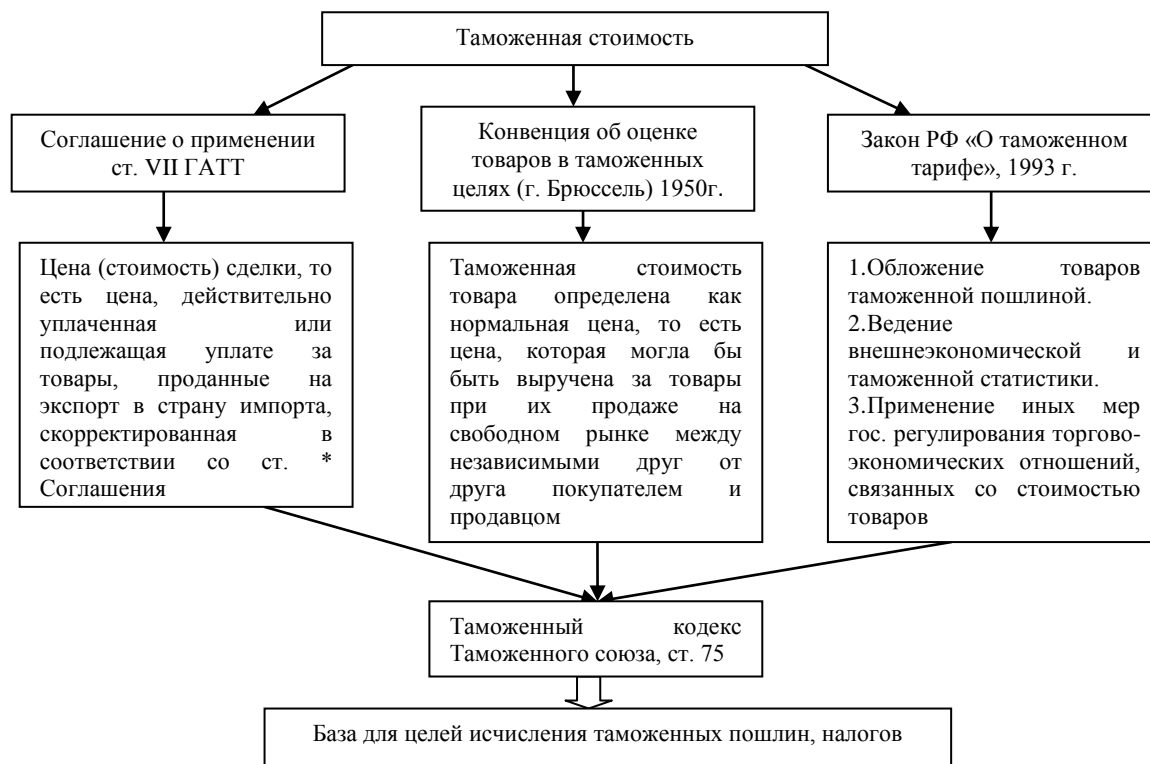 Таможенная стоимость
Соглашение о применении
ст. VII ГАТТ
Конвенция об оценке
товаров в таможенных
целях (г. Брюссель) 1950г.
Закон РФ «О таможенном
тарифе», 1993 г.
Цена (стоимость) сделки, то
есть цена, действительно
уплаченная или
подлежащая уплате за
товары, проданные на
экспорт в страну импорта,
скорректированная в
соответствии со ст. *
Соглашения
Таможенная стоимость
товара определена как
нормальная цена, то есть
цена, которая могла бы
быть выручена за товары
при их продаже на
свободном рынке между
независимыми друг от
друга покупателем и
продавцом
1.Обложение товаров
таможенной пошлиной.
2.Ведение
внешнеэкономической и
таможенной статистики.
3.Применение иных мер
гос. регулирования торгово-
экономических отношений,
связанных со стоимостью
товаров
Таможенный кодекс
Таможенного союза, ст. 75
База для целей исчисления таможенных пошлин, налогов